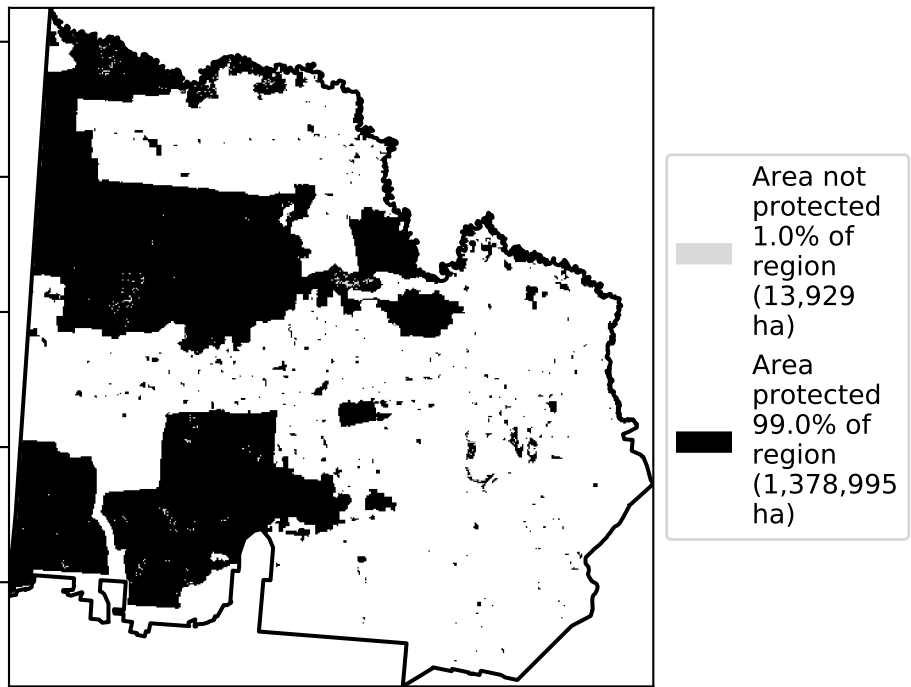 Area not
protected
1.0% of
region
(13,929
ha)
Area
protected
99.0% of
region
(1,378,995
ha)